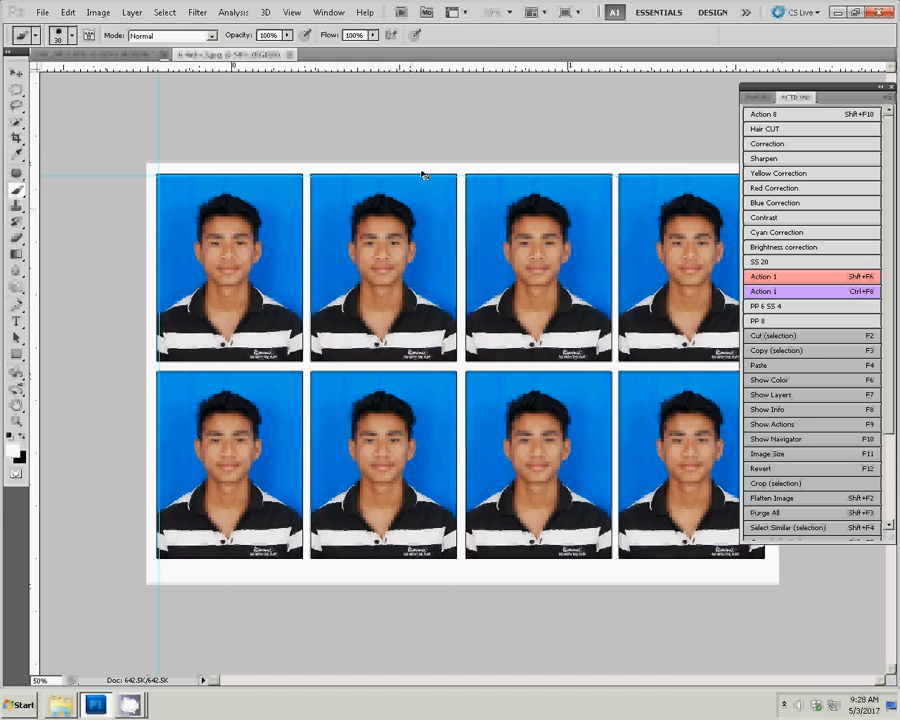 File Edit Image Layer Select Filter Analysis 3D View Window Help
Mb
A1 ESSENTIALS DESIGN CS Live
30 Mode: Normal Opacity: 100% Flow: 100%
0 1
Action 8 Shft+F10
Hair CUT
Correction
Sharpen
Yellow Correction
Red Correction
Blue Correction
Contrast
Cyan Correction
Brightness correction
SS 20
Action 1 Shft+F6
Action 1 Ctrl+F8
PP 6 SS 4
PP 8
Cut (selection) F2
Copy (selection) F3
Paste F4
Show Color F6
Show Layers F7
Show Info F8
Show Actions F9
Show Navigator F10
Image Size F11
Revert F12
Crop (selection)
Flatten Image Shft+F2
Purge All Shft+F3
Select Similar (selection) Shft+F4
50% Doc: 642.5K/642.5K
Start
9:28 AM
5/3/2017